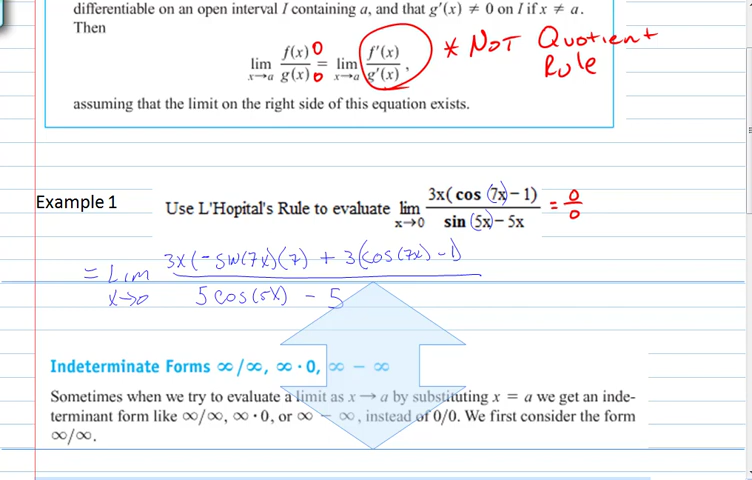 differentiable on an open interval I containing a, and that g′(x) ≠ 0 on I if x ≠ a.
Then
lim x→a f(x) 0 / g(x) 0 = lim x→a f′(x) / g′(x) , * NOT Quotient Rule
assuming that the limit on the right side of this equation exists.
Example 1
Use L'Hopital's Rule to evaluate lim x→0 3x( cos (7x) − 1) / sin (5x) − 5x = 0/0
= Lim x→0 3x(−sin(7x)(7) + 3(cos(7x) −1) / 5cos(5x) − 5
Indeterminate Forms ∞/∞, ∞ · 0, ∞ − ∞
Sometimes when we try to evaluate a limit as x → a by substituting x = a we get an inde-
terminant form like ∞/∞, ∞ · 0, or ∞ − ∞, instead of 0/0. We first consider the form
∞/∞.